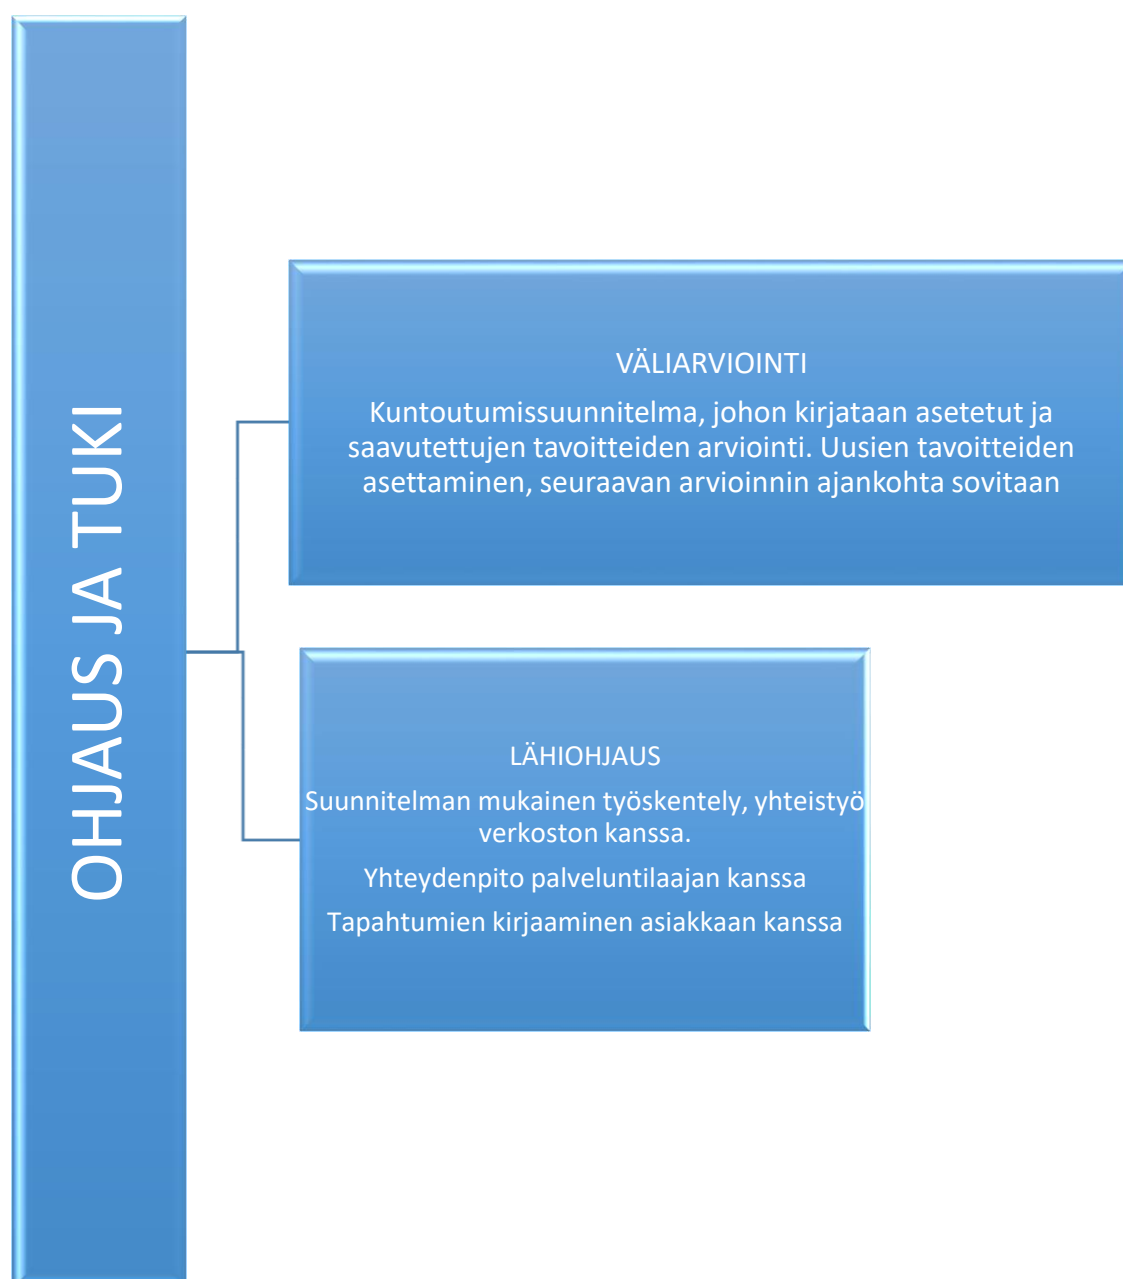 OHJAUS JA TUKI
VÄLIARVIOINTI
Kuntoutumissuunnitelma, johon kirjataan asetetut ja
saavutettujen tavoitteiden arviointi. Uusien tavoitteiden
asettaminen, seuraavan arvioinnin ajankohta sovitaan
LÄHIOHJAUS
Suunnitelman mukainen työskentely, yhteistyö
verkoston kanssa.
Yhteydenpito palveluntilaajan kanssa
Tapahtumien kirjaaminen asiakkaan kanssa